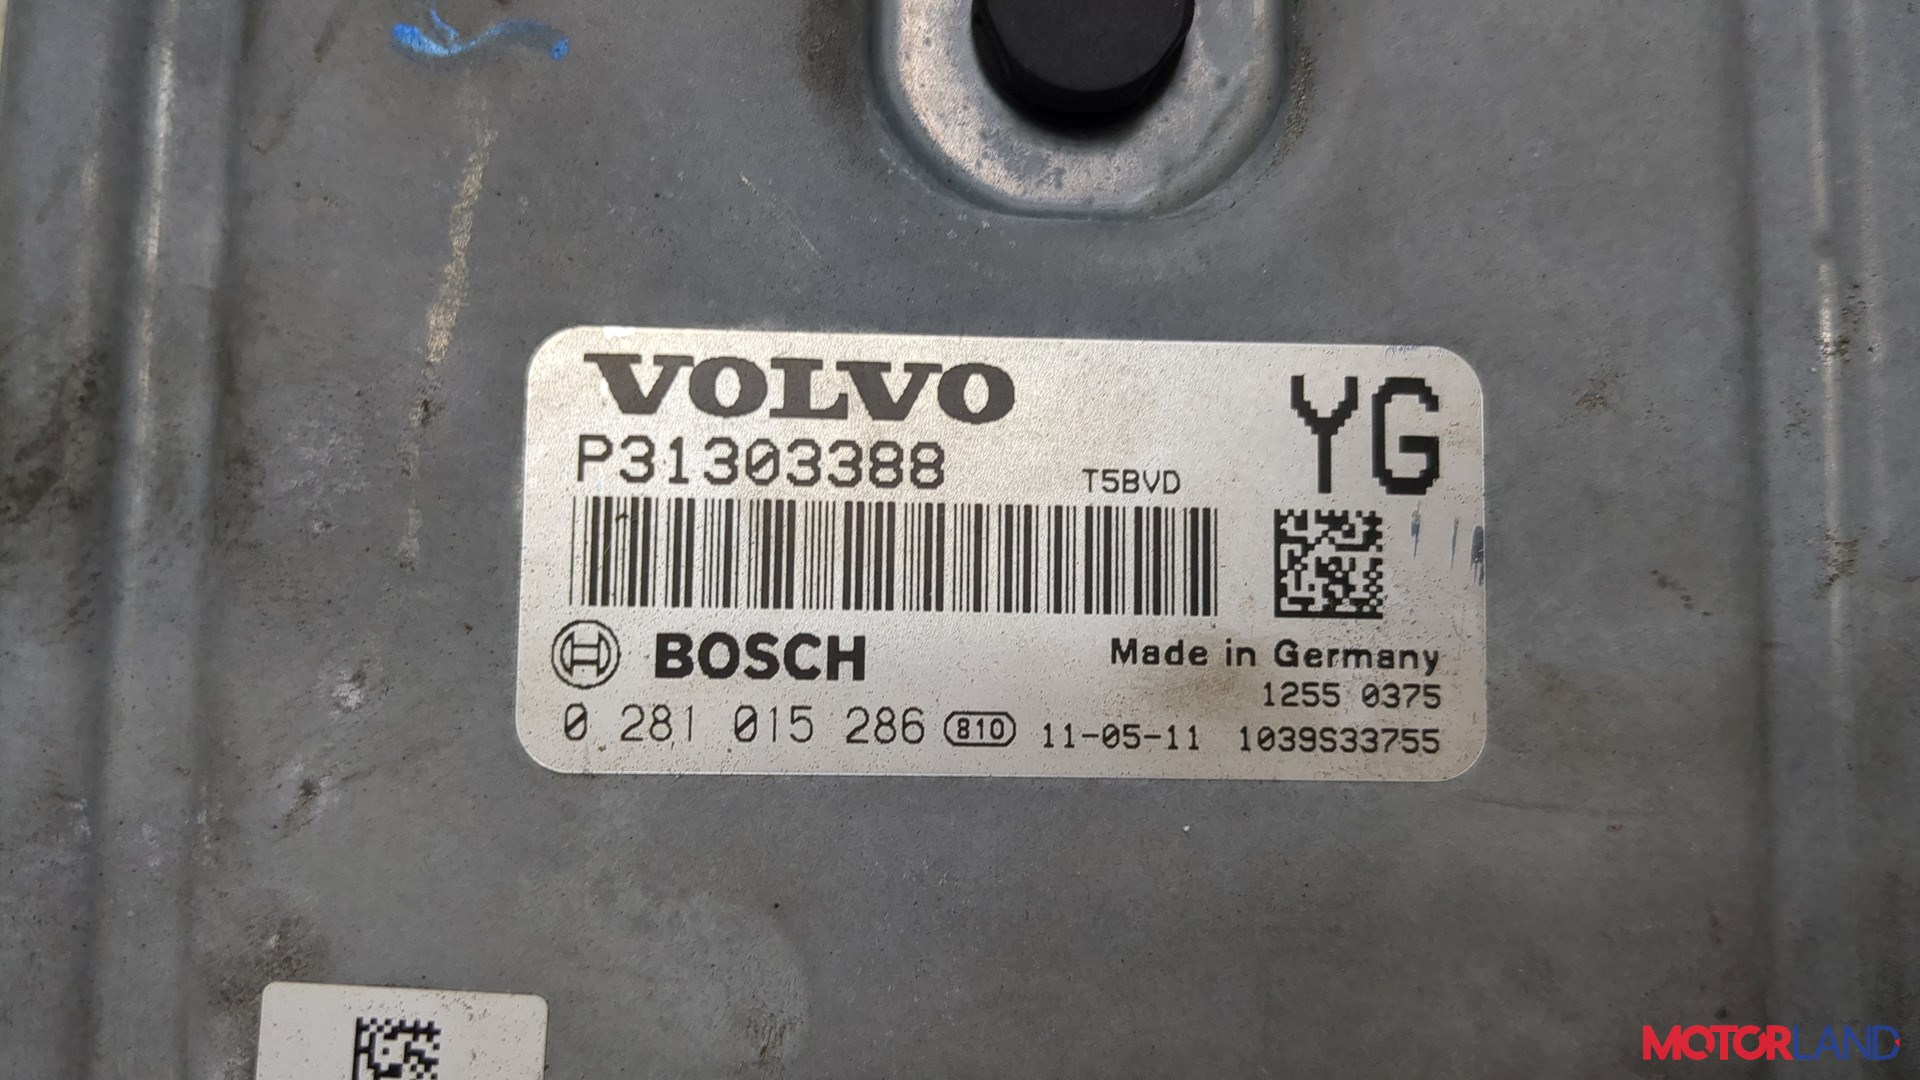 VOLVO
YG
P31303388
T5BVD
BOSCH
Made in Germany
1255 0375
0 281 015 286 810 11-05-11 1039S33755
MOTORLAND